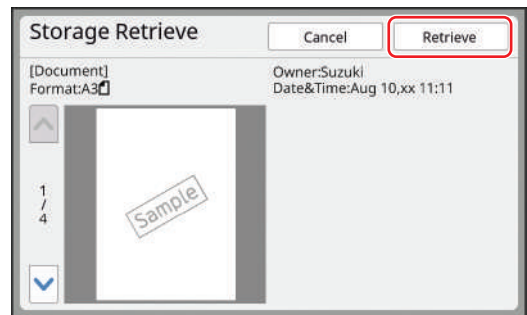 Storage Retrieve
Cancel
Retrieve
[Document]
Owner:Suzuki
Format:A3
Date&Time:Aug 10,xx 11:11
1
/
4
Sample